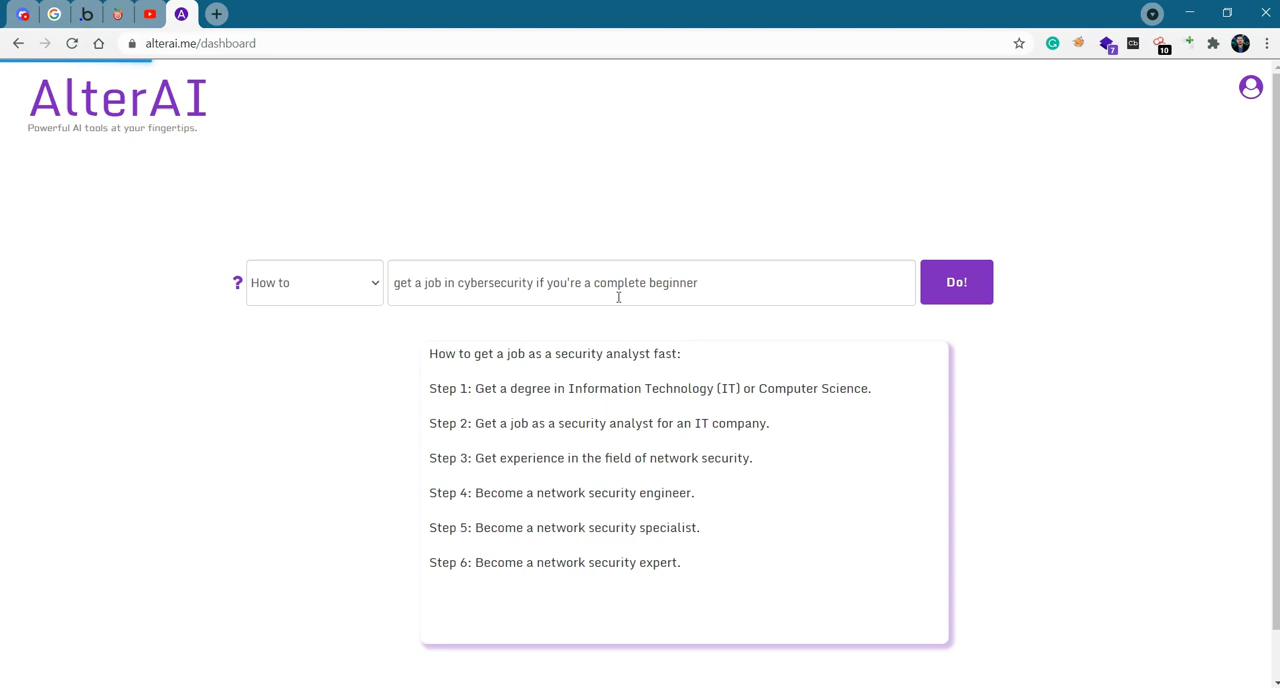 alterai.me/dashboard
7
Cb
10
AlterAI
Powerful AI tools at your fingertips.
? How to get a job in cybersecurity if you're a complete beginner Do!
How to get a job as a security analyst fast:
Step 1: Get a degree in Information Technology (IT) or Computer Science.
Step 2: Get a job as a security analyst for an IT company.
Step 3: Get experience in the field of network security.
Step 4: Become a network security engineer.
Step 5: Become a network security specialist.
Step 6: Become a network security expert.